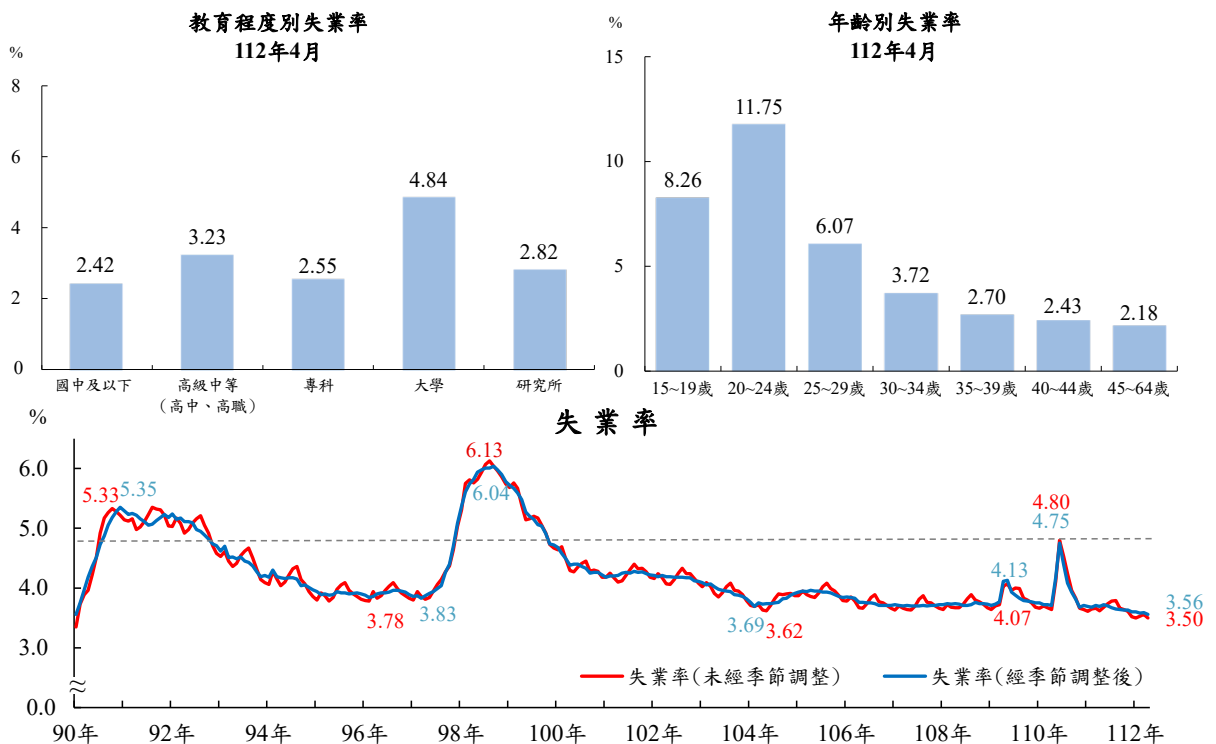 教育程度別失業率
112年4月
%
8
6
4
2
0
2.42
3.23
2.55
4.84
2.82
國中及以下
高級中等
(高中、高職)
專科
大學
研究所
年齡別失業率
112年4月
%
15
10
5
0
8.26
11.75
6.07
3.72
2.70
2.43
2.18
15~19歲
20~24歲
25~29歲
30~34歲
35~39歲
40~44歲
45~64歲
失業率
%
6.0
5.0
4.0
3.0
0.0
5.33
5.35
3.78
3.83
6.13
6.04
3.69
3.62
4.13
4.07
4.80
4.75
3.56
3.50
失業率(未經季節調整)
失業率(經季節調整後)
90年
92年
94年
96年
98年
100年
102年
104年
106年
108年
110年
112年